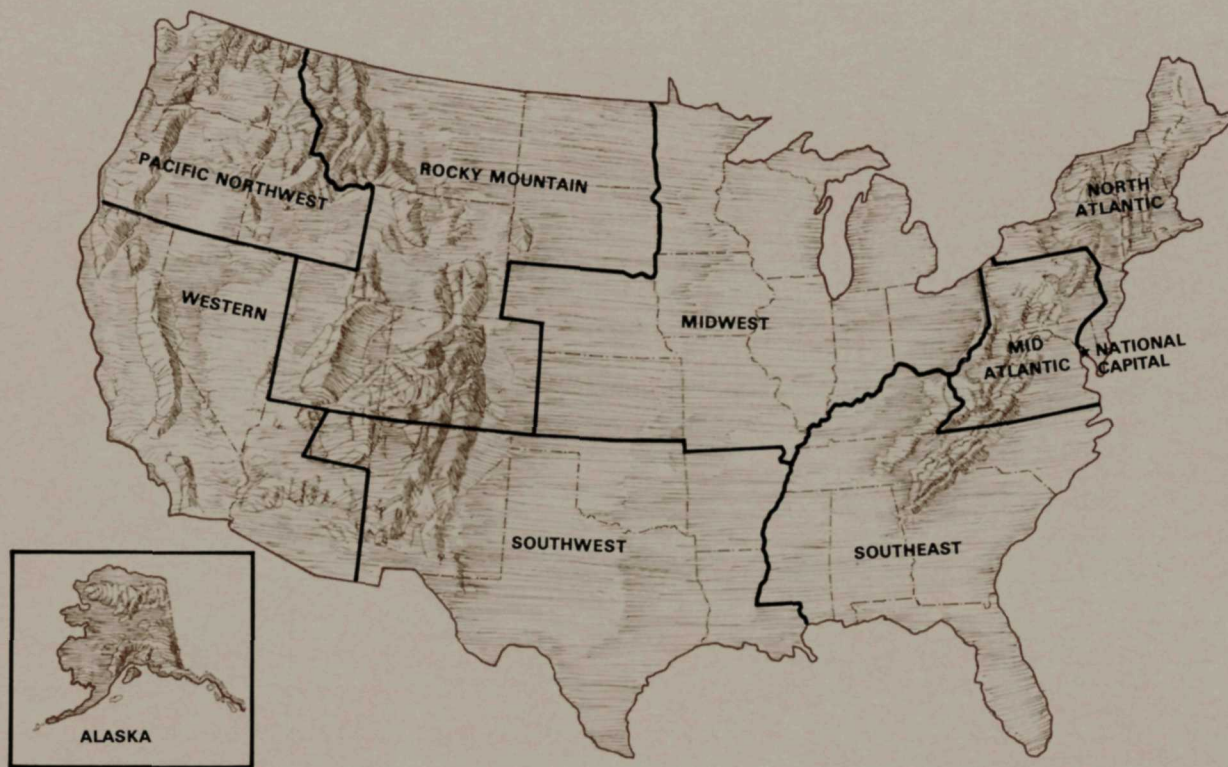 PACIFIC NORTHWEST
ROCKY MOUNTAIN
NORTH
ATLANTIC
WESTERN
MIDWEST
MID
ATLANTIC
NATIONAL
CAPITAL
SOUTHWEST
SOUTHEAST
ALASKA